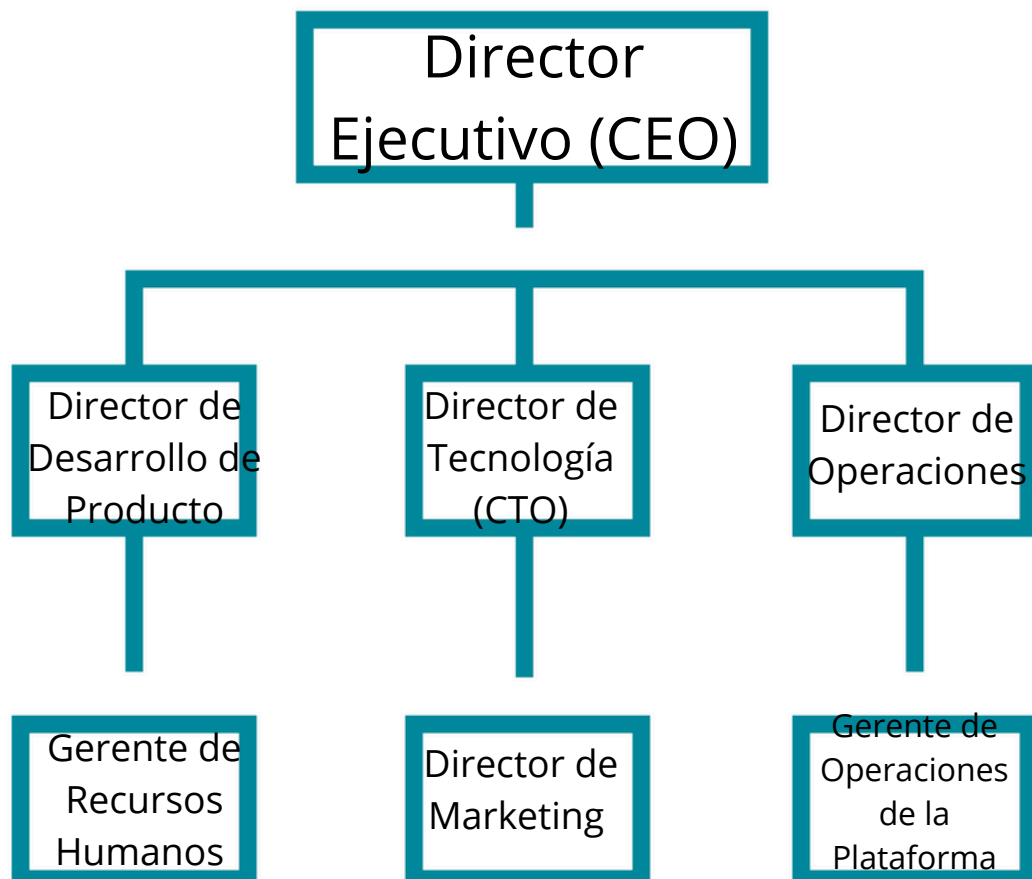 Director
Ejecutivo (CEO)
Director de
Desarrollo de
Producto
Director de
Tecnología
(CTO)
Director de
Operaciones
Gerente de
Recursos
Humanos
Director de
Marketing
Gerente de
Operaciones
de la
Plataforma